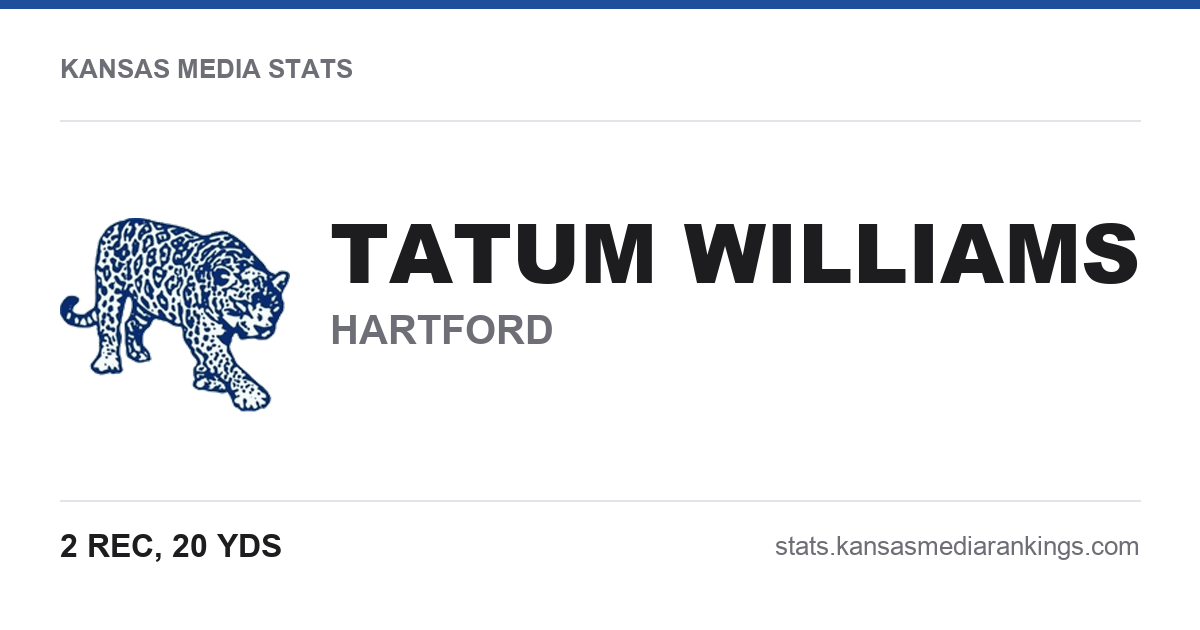 KANSAS MEDIA STATS
TATUM WILLIAMS
HARTFORD
2 REC, 20 YDS
stats.kansasmediarankings.com